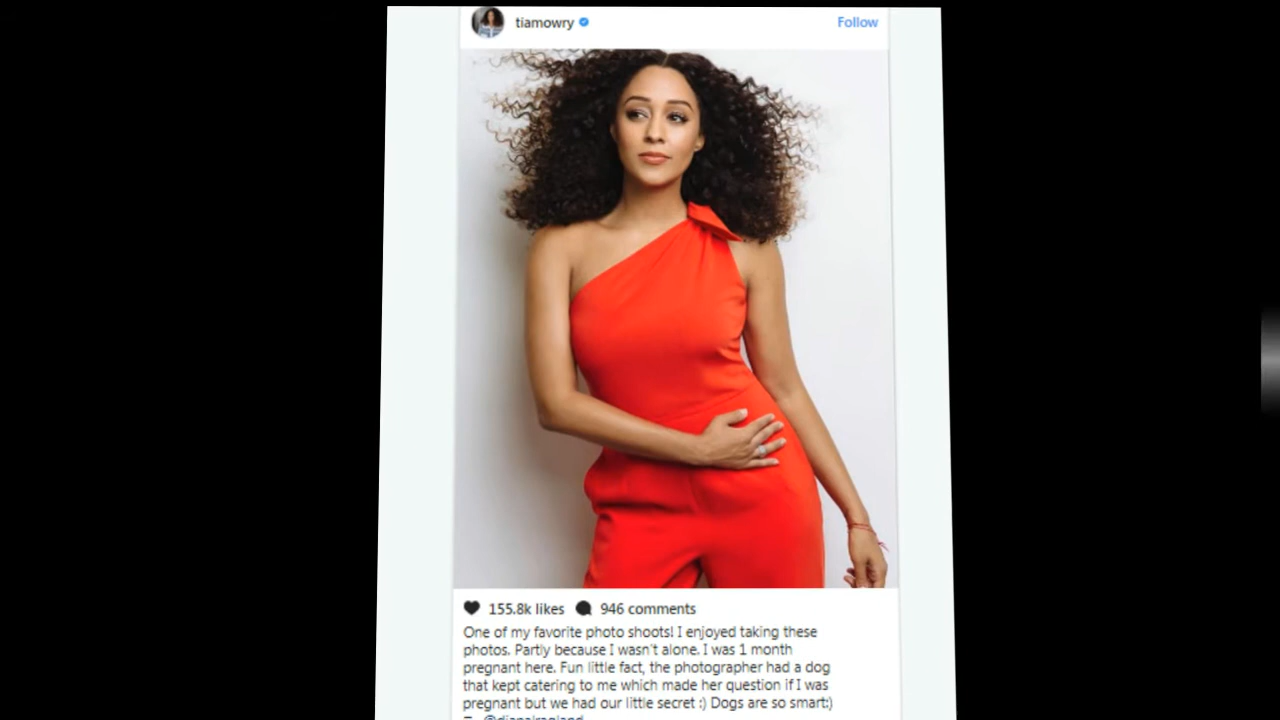 tiamowry
Follow
155.8k likes 946 comments
One of my favorite photo shoots! I enjoyed taking these
photos. Partly because I wasn't alone. I was 1 month
pregnant here. Fun little fact, the photographer had a dog
that kept catering to me which made her question if I was
pregnant but we had our little secret :) Dogs are so smart:)